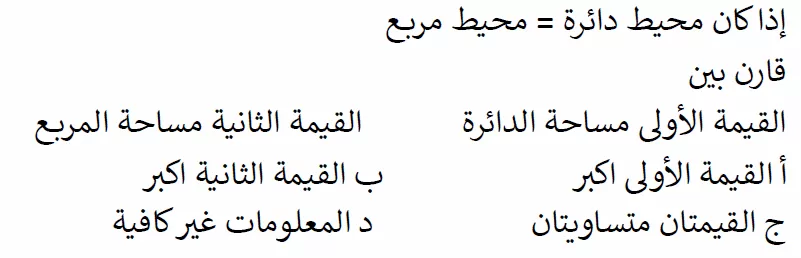 إذا كان محيط دائرة = محيط مربع
قارن بين
القيمة الأولى مساحة الدائرة القيمة الثانية مساحة المربع
أ القيمة الأولى اكبر ب القيمة الثانية اكبر
ج القيمتان متساويتان د المعلومات غير كافية